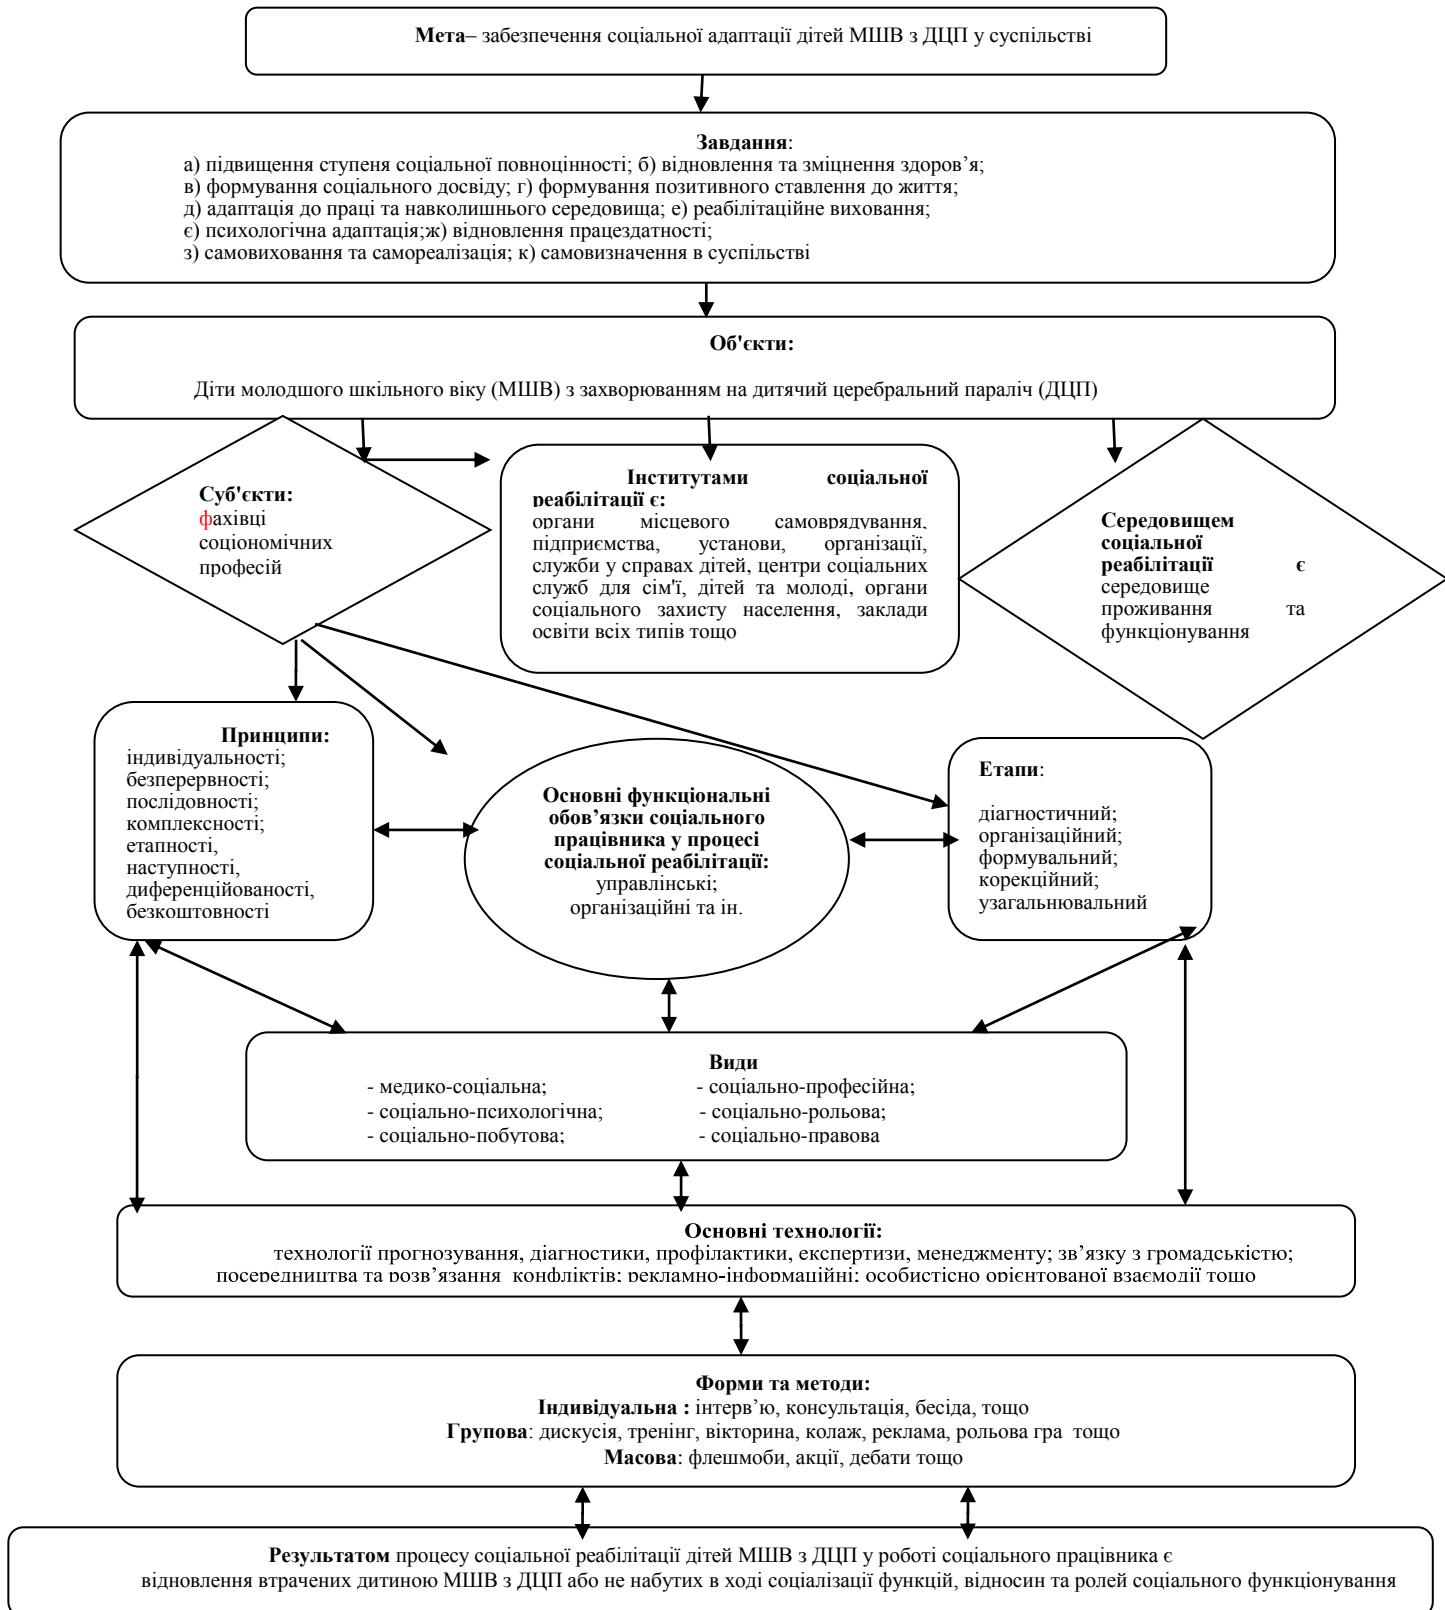 Мета– забезпечення соціальної адаптації дітей МШВ з ДЦП у суспільстві
Завдання:
а) підвищення ступеня соціальної повноцінності; б) відновлення та зміцнення здоров’я;
в) формування соціального досвіду; г) формування позитивного ставлення до життя;
д) адаптація до праці та навколишнього середовища; е) реабілітаційне виховання;
є) психологічна адаптація;ж) відновлення працездатності;
з) самовиховання та самореалізація; к) самовизначення в суспільстві
Об'єкти:
Діти молодшого шкільного віку (МШВ) з захворюванням на дитячий церебральний параліч (ДЦП)
Суб'єкти:
фахівці
соціономічних
професій
Інститутами соціальної
реабілітації є:
органи місцевого самоврядування,
підприємства, установи, організації,
служби у справах дітей, центри соціальних
служб для сім'ї, дітей та молоді, органи
соціального захисту населення, заклади
освіти всіх типів тощо
Середовищем
соціальної
реабілітації є
середовище
проживання та
функціонування
Принципи:
індивідуальності;
безперервності;
послідовності;
комплексності;
етапності,
наступності,
диференційованості,
безкоштовності
Основні функціональні
обов’язки соціального
працівника у процесі
соціальної реабілітації:
управлінські;
організаційні та ін.
Етапи:
діагностичний;
організаційний;
формувальний;
корекційний;
узагальнювальний
Види
- медико-соціальна; - соціально-професійна;
- соціально-психологічна; - соціально-рольова;
- соціально-побутова; - соціально-правова
Основні технології:
технології прогнозування, діагностики, профілактики, експертизи, менеджменту; зв’язку з громадськістю;
посередництва та розв’язання конфліктів; рекламно-інформаційні; особистісно орієнтованої взаємодії тощо
Форми та методи:
Індивідуальна : інтерв’ю, консультація, бесіда, тощо
Групова: дискусія, тренінг, вікторина, колаж, реклама, рольова гра тощо
Масова: флешмоби, акції, дебати тощо
Результатом процесу соціальної реабілітації дітей МШВ з ДЦП у роботі соціального працівника є
відновлення втрачених дитиною МШВ з ДЦП або не набутих в ході соціалізації функцій, відносин та ролей соціального функціонування